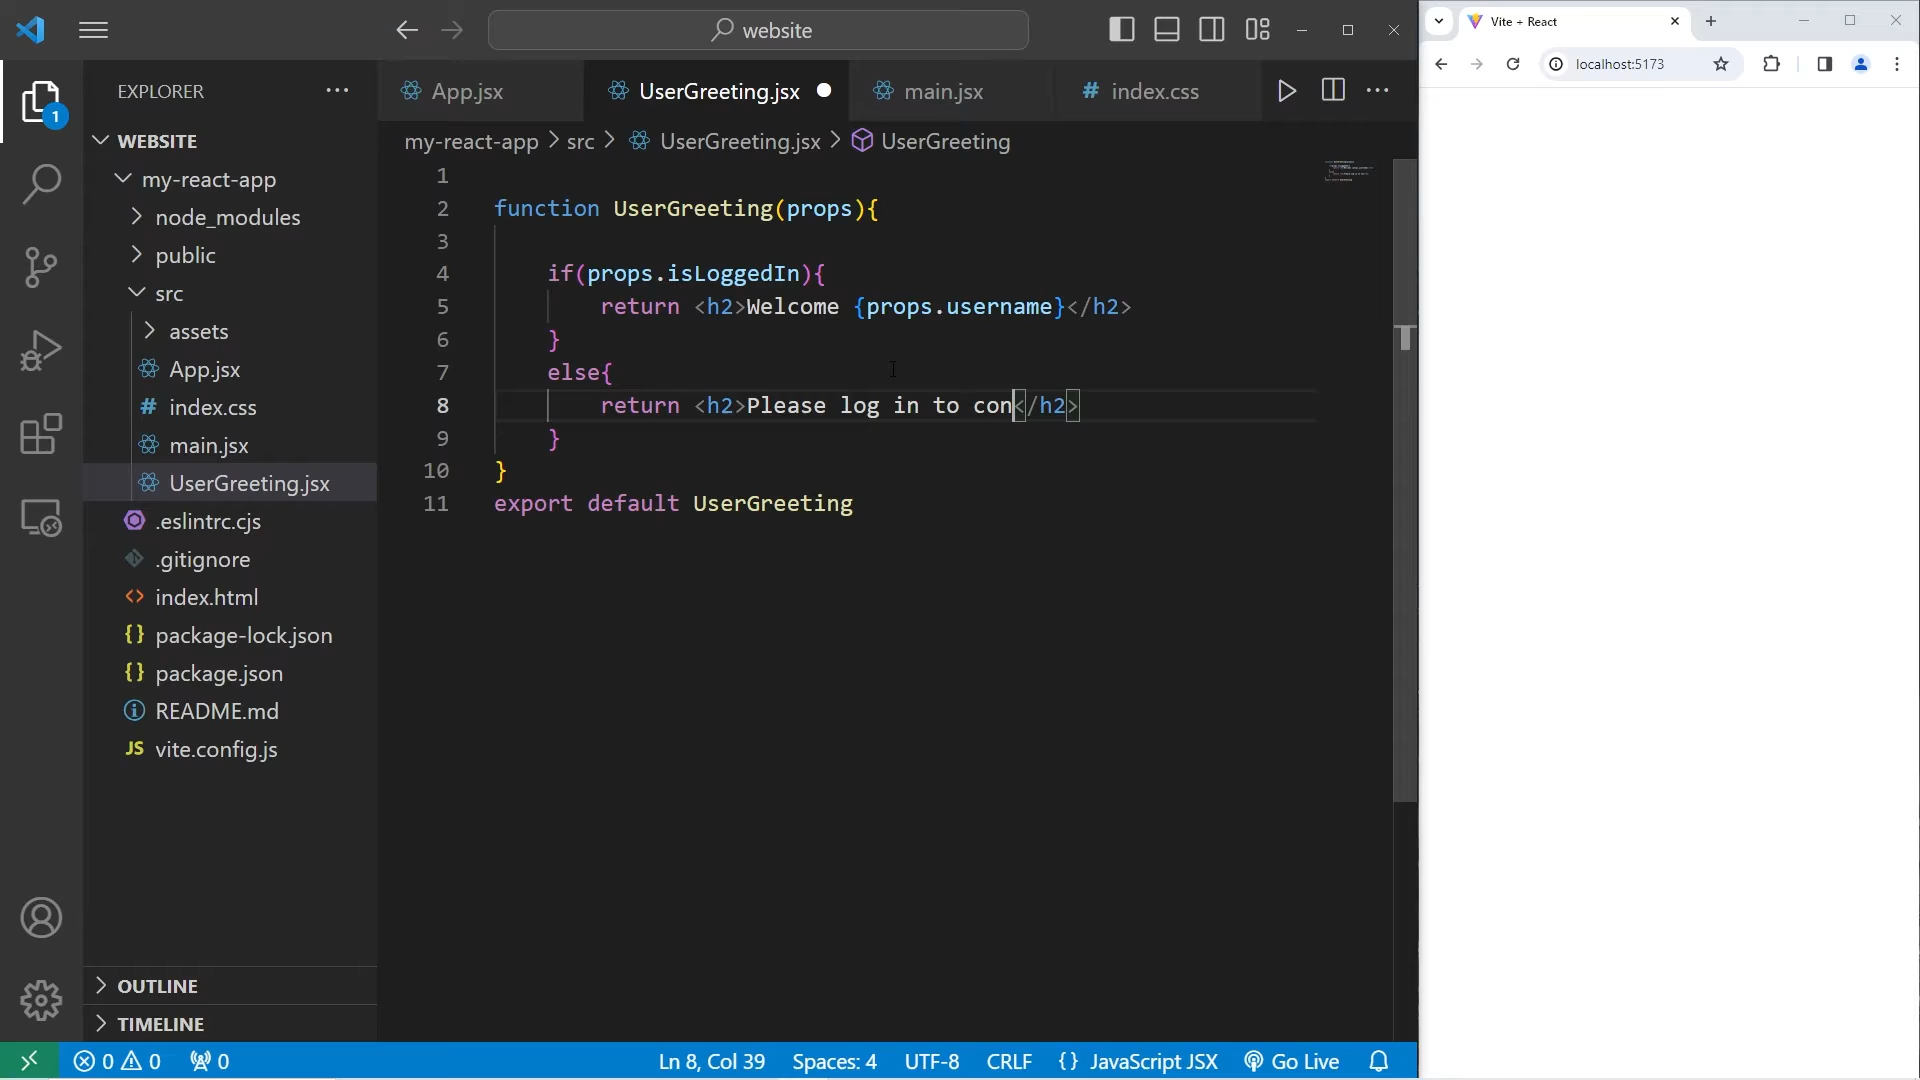 website
Vite + React
localhost:5173
EXPLORER
App.jsx
UserGreeting.jsx
main.jsx
# index.css
1
WEBSITE
my-react-app
node_modules
public
src
assets
App.jsx
# index.css
main.jsx
UserGreeting.jsx
.eslintrc.cjs
.gitignore
<> index.html
{} package-lock.json
{} package.json
README.md
JS vite.config.js
OUTLINE
TIMELINE
my-react-app > src > UserGreeting.jsx > UserGreeting
1
2 function UserGreeting(props){
3
4 if(props.isLoggedIn){
5 return <h2>Welcome {props.username}</h2>
6 }
7 else{
8 return <h2>Please log in to con</h2>
9 }
10 }
11 export default UserGreeting
0 0 0
Ln 8, Col 39
Spaces: 4
UTF-8
CRLF
{} JavaScript JSX
Go Live